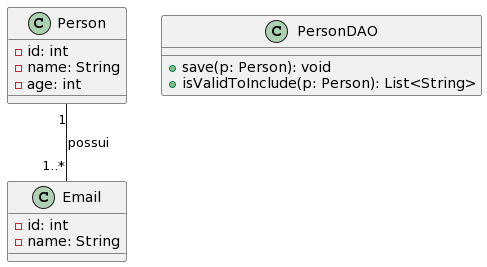 C Person
id: int
name: String
age: int
C PersonDAO
save(p: Person): void
isValidToInclude(p: Person): List<String>
1
possui
1..*
C Email
id: int
name: String